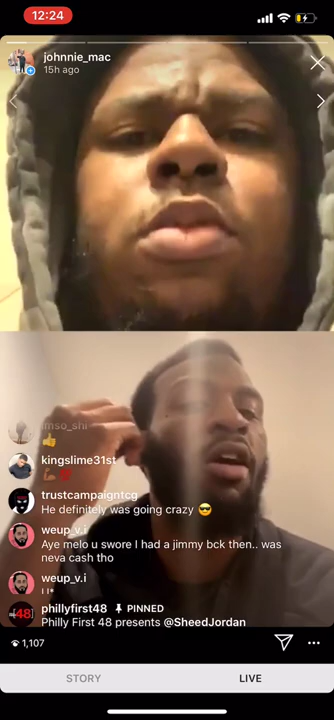 12:24
johnnie_mac
15h ago
imso_shi
👍
kingslime31st
💪🏾💯
trustcampaigntcg
He definitely was going crazy 😎
weup_v.i
Aye melo u swore I had a jimmy bck then.. was
neva cash tho
weup_v.i
phillyfirst48 PINNED
Philly First 48 presents @SheedJordan
1,107
STORY LIVE